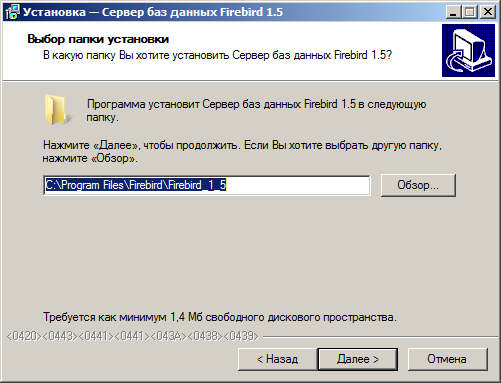 Установка — Сервер баз данных Firebird 1.5
Выбор папки установки
В какую папку Вы хотите установить Сервер баз данных Firebird 1.5?
Программа установит Сервер баз данных Firebird 1.5 в следующую
папку.
Нажмите «Далее», чтобы продолжить. Если Вы хотите выбрать другую папку,
нажмите «Обзор».
C:\Program Files\Firebird\Firebird_1_5
Обзор...
Требуется как минимум 1,4 Мб свободного дискового пространства.
<0420><0443><0441><0441><043A><0438><0439>
< Назад
Далее >
Отмена